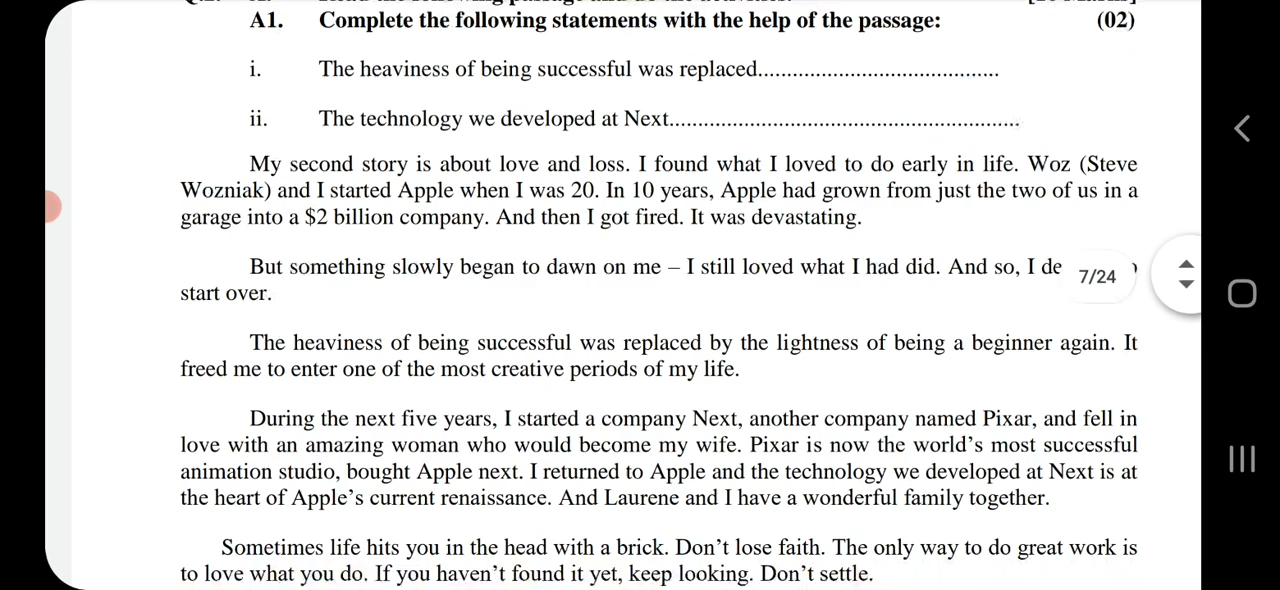 A1. Complete the following statements with the help of the passage: (02)
i. The heaviness of being successful was replaced..........................................
ii. The technology we developed at Next.............................................................
My second story is about love and loss. I found what I loved to do early in life. Woz (Steve
Wozniak) and I started Apple when I was 20. In 10 years, Apple had grown from just the two of us in a
garage into a $2 billion company. And then I got fired. It was devastating.
But something slowly began to dawn on me – I still loved what I had did. And so, I de
7/24
start over.
The heaviness of being successful was replaced by the lightness of being a beginner again. It
freed me to enter one of the most creative periods of my life.
During the next five years, I started a company Next, another company named Pixar, and fell in
love with an amazing woman who would become my wife. Pixar is now the world’s most successful
animation studio, bought Apple next. I returned to Apple and the technology we developed at Next is at
the heart of Apple’s current renaissance. And Laurene and I have a wonderful family together.
Sometimes life hits you in the head with a brick. Don’t lose faith. The only way to do great work is
to love what you do. If you haven’t found it yet, keep looking. Don’t settle.